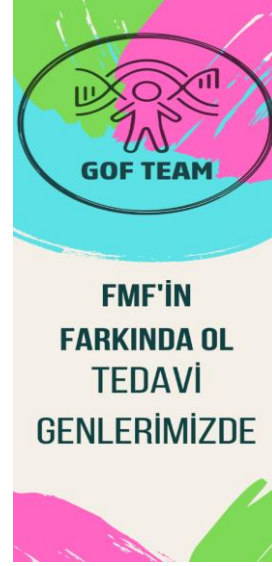 GOF TEAM
FMF'İN
FARKINDA OL
TEDAVİ
GENLERİMİZDE